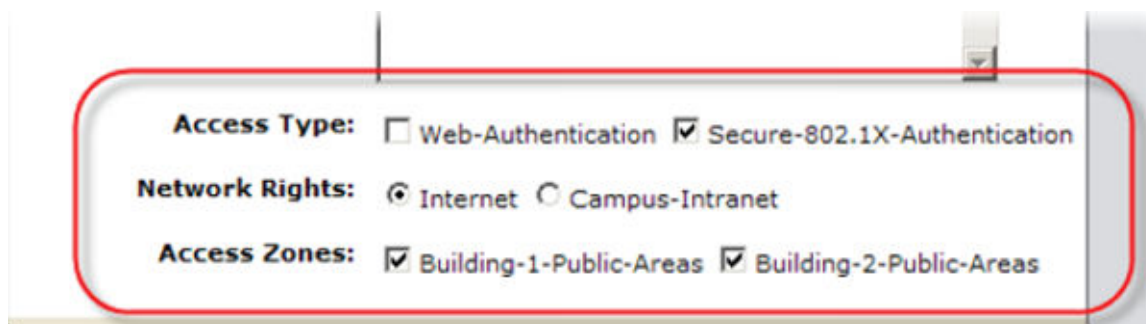 Access Type: Web-Authentication Secure-802.1X-Authentication
Network Rights: Internet Campus-Intranet
Access Zones: Building-1-Public-Areas Building-2-Public-Areas